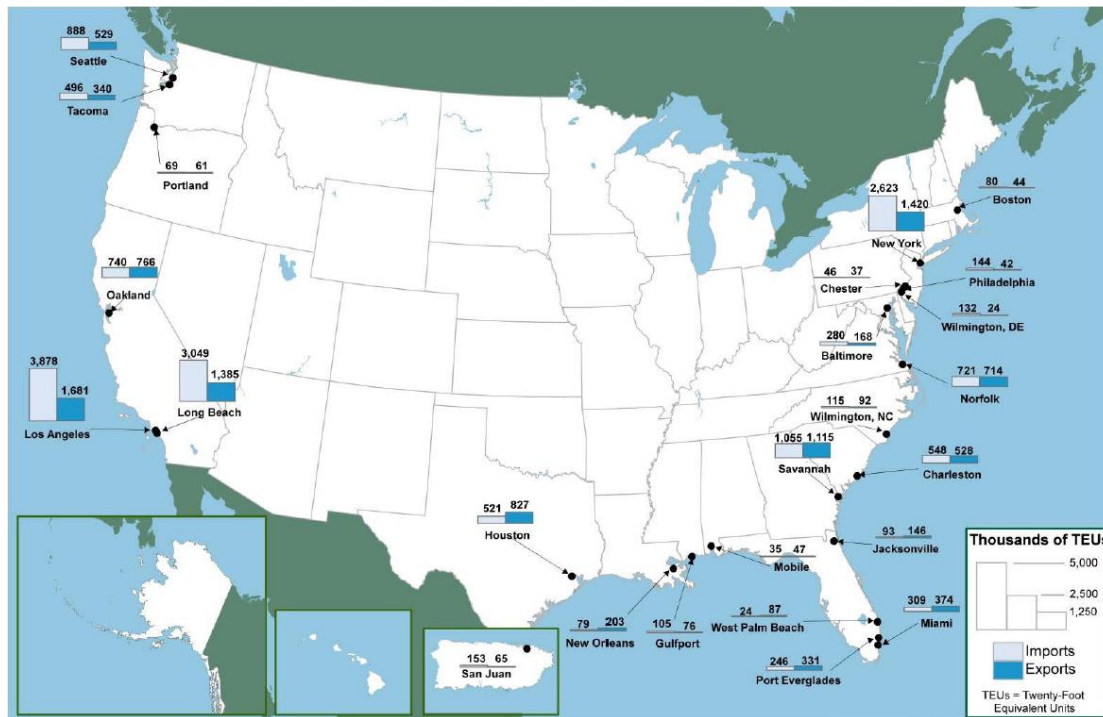 888 529
Seattle
496 340
Tacoma
69 61
Portland
740 766
Oakland
3,878
1,681
Los Angeles
3,049
1,385
Long Beach
2,623
1,420
New York
80 44
Boston
46 37
Chester
144 42
Philadelphia
132 24
Wilmington, DE
280 168
Baltimore
721 714
Norfolk
115 92
Wilmington, NC
1,055 1,115
Savannah
548 528
Charleston
521 827
Houston
93 146
Jacksonville
35 47
Mobile
79 203
New Orleans
105 76
Gulfport
24 87
West Palm Beach
309 374
Miami
246 331
Port Everglades
153 65
San Juan
Thousands of TEUs
5,000
2,500
1,250
Imports
Exports
TEUs = Twenty-Foot
Equivalent Units